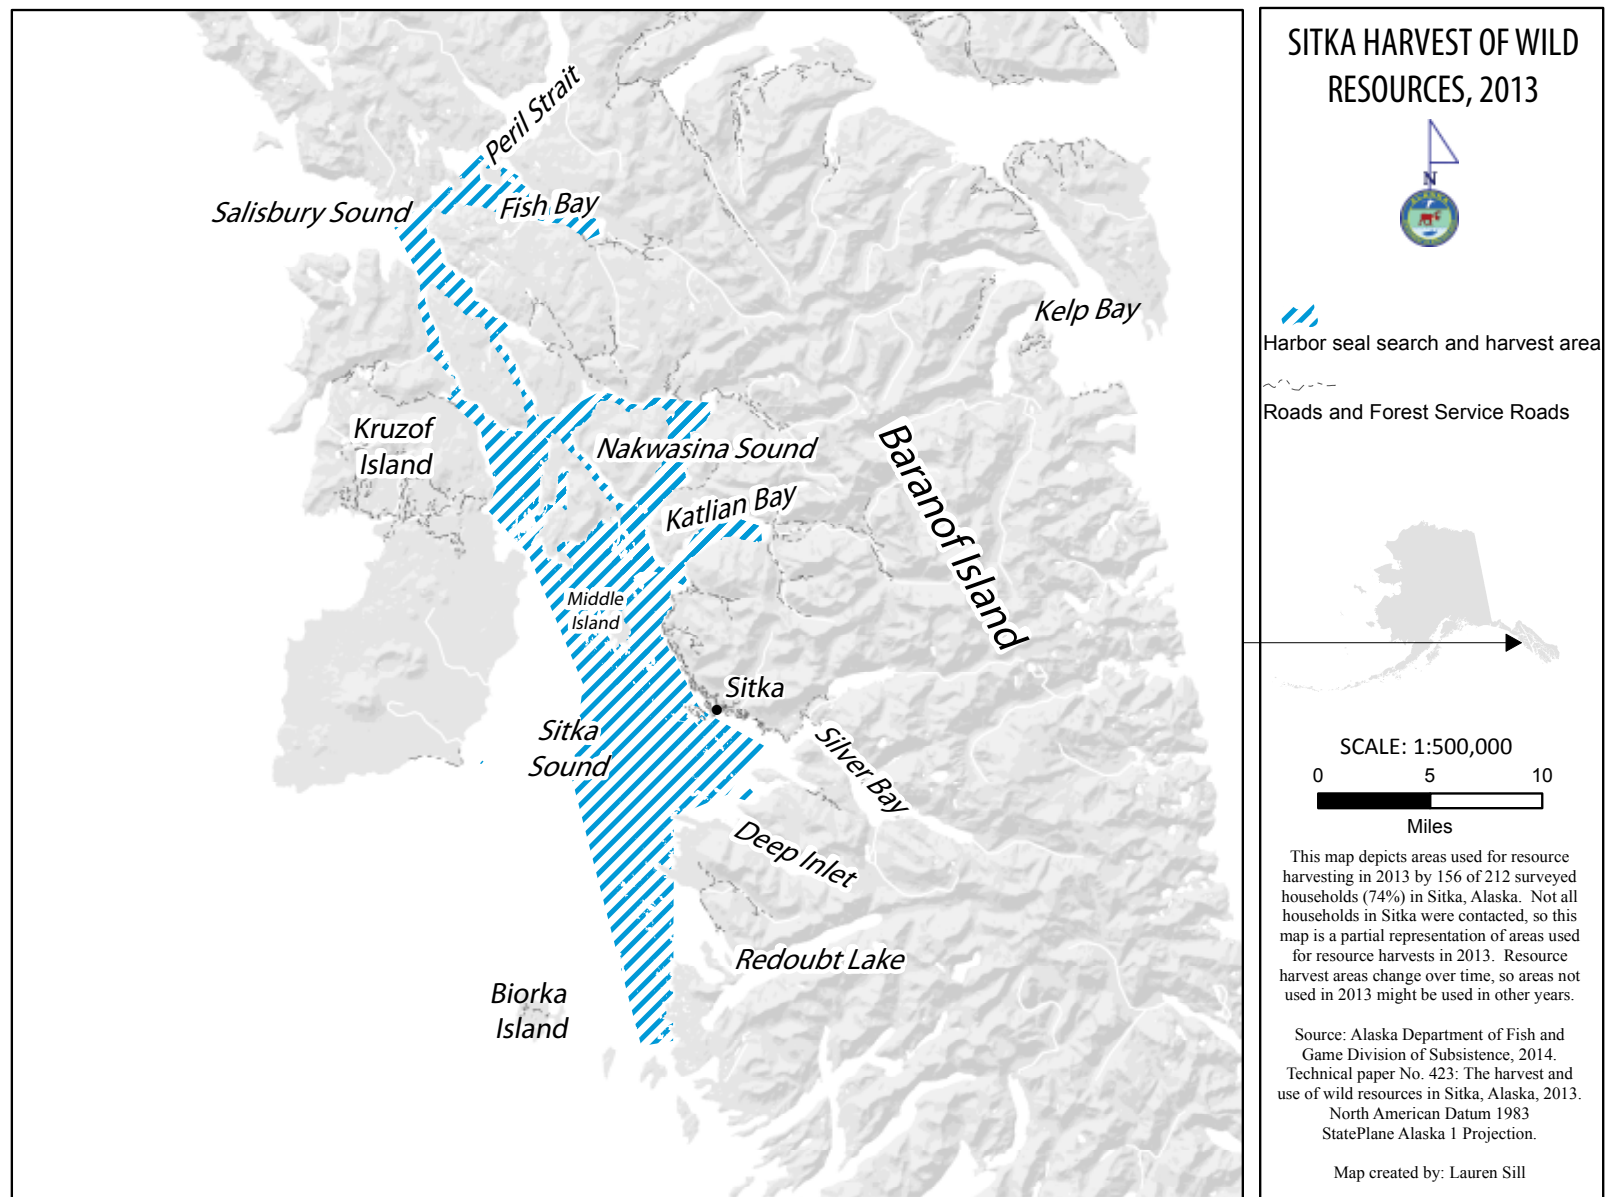 SITKA HARVEST OF WILD
RESOURCES, 2013
N
ALASKA
Harbor seal search and harvest area
Roads and Forest Service Roads
SCALE: 1:500,000
0 5 10
Miles
This map depicts areas used for resource
harvesting in 2013 by 156 of 212 surveyed
households (74%) in Sitka, Alaska. Not all
households in Sitka were contacted, so this
map is a partial representation of areas used
for resource harvests in 2013. Resource
harvest areas change over time, so areas not
used in 2013 might be used in other years.
Source: Alaska Department of Fish and
Game Division of Subsistence, 2014.
Technical paper No. 423: The harvest and
use of wild resources in Sitka, Alaska, 2013.
North American Datum 1983
StatePlane Alaska 1 Projection.
Map created by: Lauren Sill
Peril Strait
Salisbury Sound
Fish Bay
Kelp Bay
Kruzof
Island
Nakwasina Sound
Katlian Bay
Baranof Island
Middle
Island
Sitka
Sitka
Sound
Silver Bay
Deep Inlet
Redoubt Lake
Biorka
Island